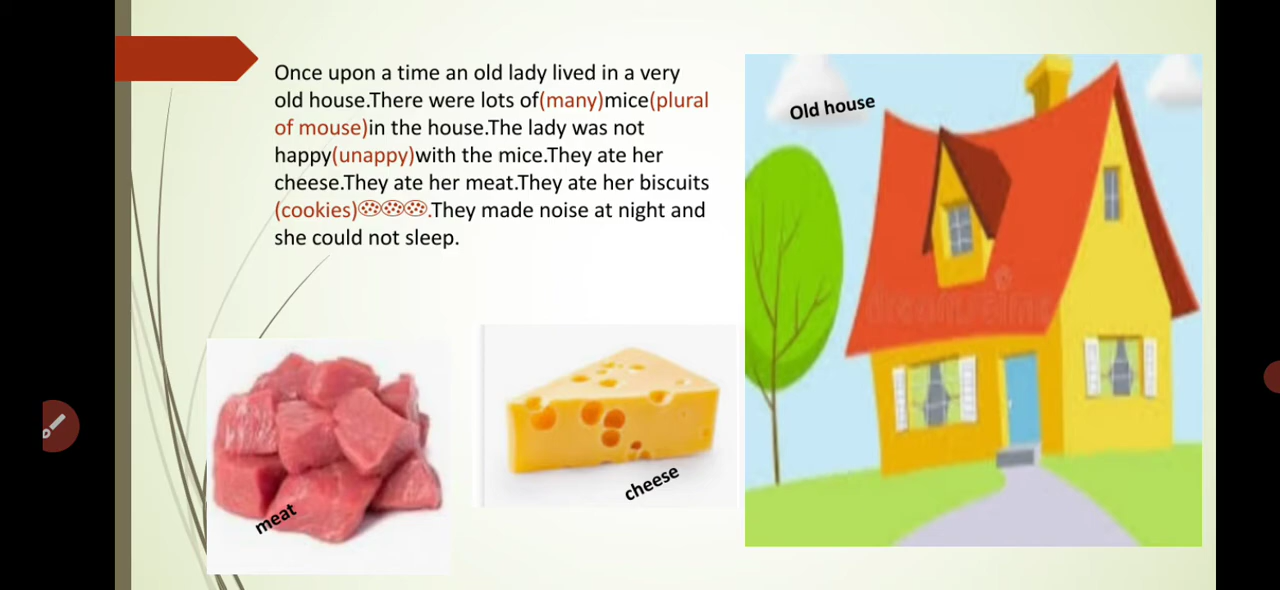 Once upon a time an old lady lived in a very
old house.There were lots of(many)mice(plural
of mouse)in the house.The lady was not
happy(unappy)with the mice.They ate her
cheese.They ate her meat.They ate her biscuits
(cookies)🍪🍪🍪.They made noise at night and
she could not sleep.
Old house
dreamstime
meat
cheese